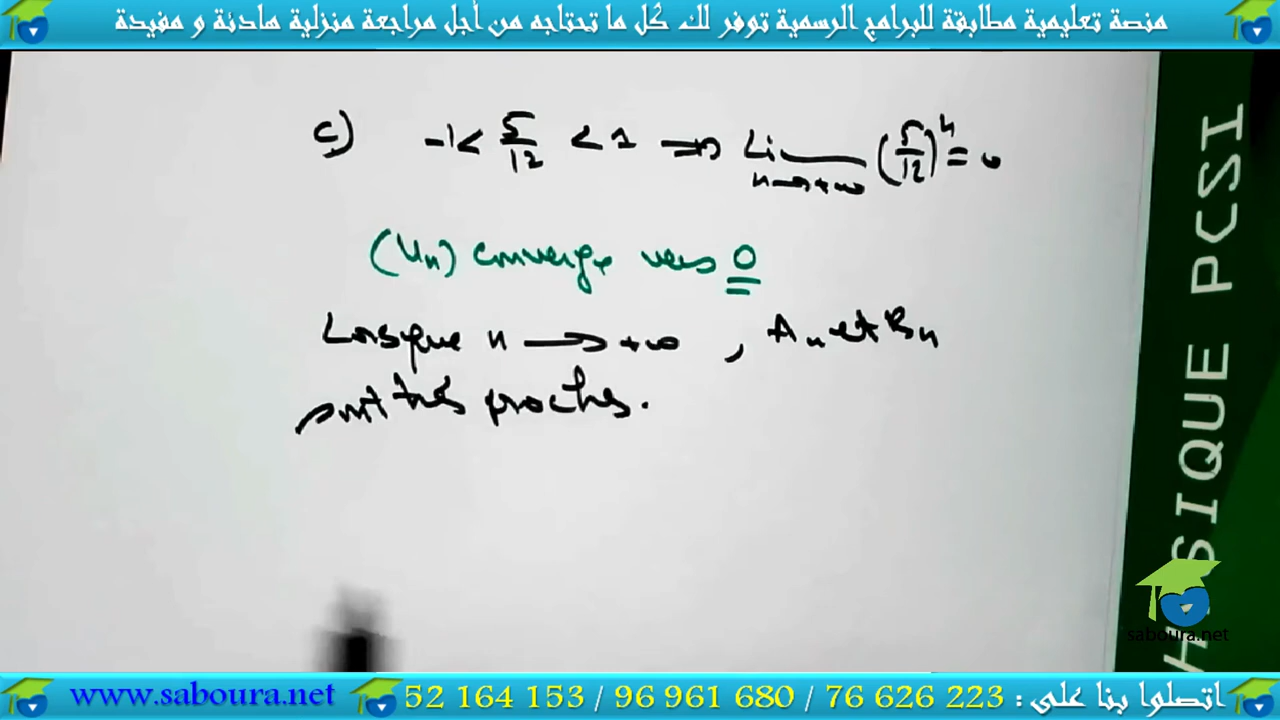 منصة تعليمية مطابقة للبرامج الرسمية توفر لك كل ما تحتاجه من أجل مراجعة منزلية هادئة و مفيدة
c) -1 < 5/12 < 1 ⇒ Lim n→+∞ (5/12)^n = 0
(Un) converge vers 0
Lorsque n → +∞ , An et Bn
sont très proches.
SIQUE PCSI
saboura.net
www.saboura.net
52 164 153 / 96 961 680 / 76 626 223 : اتصلوا بنا على